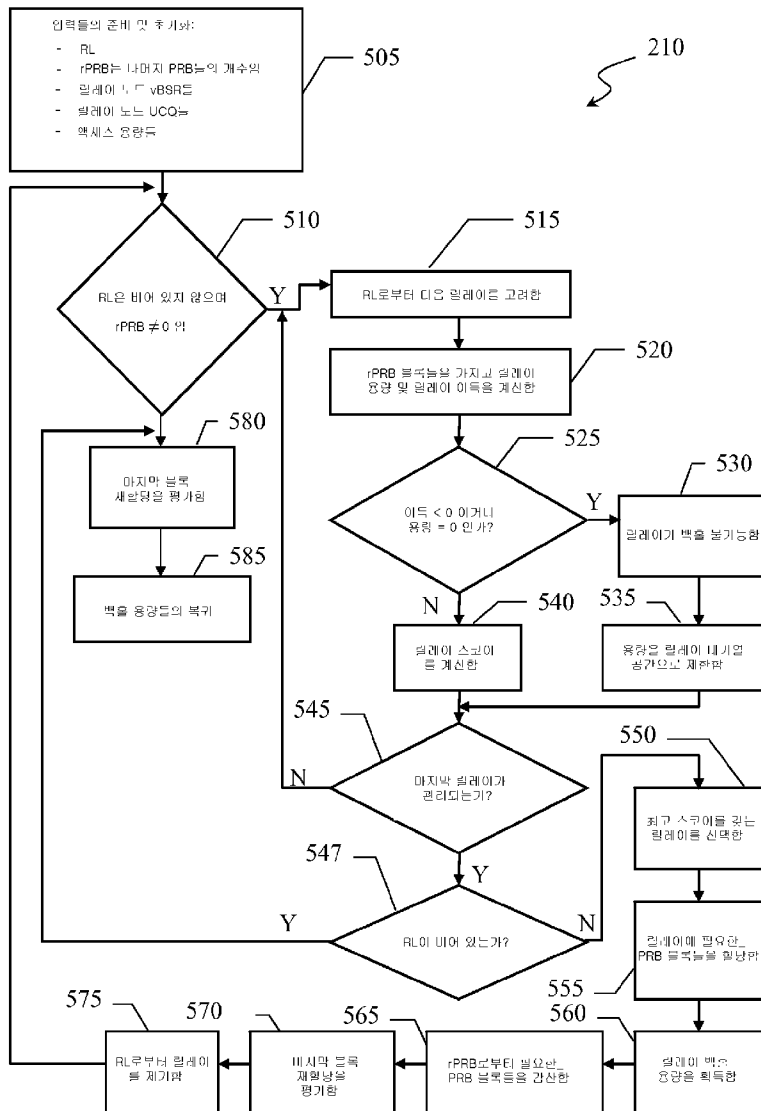 입력들의 준비 및 초기화:
- RL
- rPRB는 나머지 PRB들의 개수임
- 릴레이 노드 vBSR들
- 릴레이 노드 UCQ들
- 액세스 용량들
505
210
510
RL은 비어 있지 않으며
rPRB ≠0 임
Y
515
RL로부터 다음 릴레이를 고려함
520
rPRB 블록들을 가지고 릴레이
용량 및 릴레이 이득을 계산함
525
이득 < 0 이거나
용량 = 0 인가?
Y
N
530
릴레이가 백홀 불가능함
535
용량을 릴레이 대기열
공간으로 제한함
540
릴레이 스코어
를 계산함
580
마지막 블록
재할당을 평가함
585
백홀 용량들의 복귀
545
마지막 릴레이가
관리되는가?
N
Y
547
RL이 비어 있는가?
Y
N
550
최고 스코어를 갖는
릴레이를 선택함
555
릴레이에 필요한_
PRB 블록들을 할당함
560
릴레이 백홀
용량을 획득함
565
rPRB로부터 필요한_
PRB 블록들을 감산함
570
마지막 블록
재할당을
평가함
575
RL로부터 릴레이
를 제거함